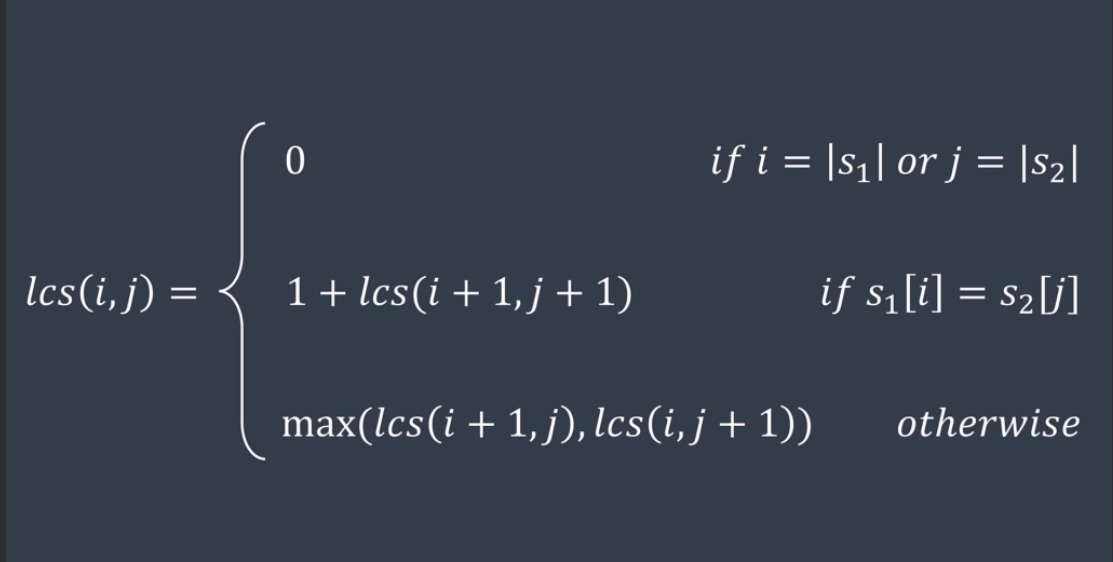 0 if i = |s₁| or j = |s₂|
lcs(i,j) = 1 + lcs(i + 1, j + 1) if s₁[i] = s₂[j]
max(lcs(i + 1, j), lcs(i, j + 1)) otherwise